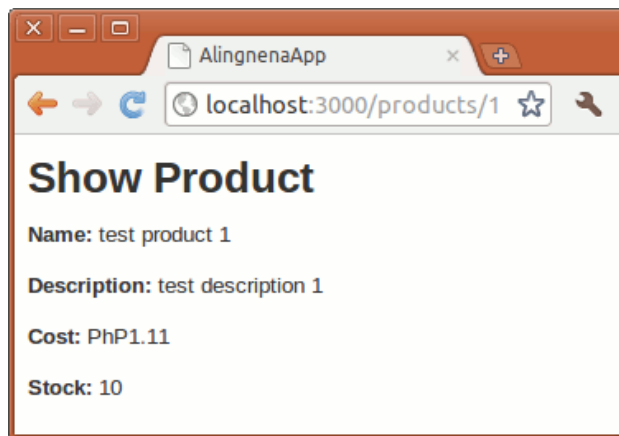 AlingnenaApp
localhost:3000/products/1
Show Product
Name: test product 1
Description: test description 1
Cost: PhP1.11
Stock: 10